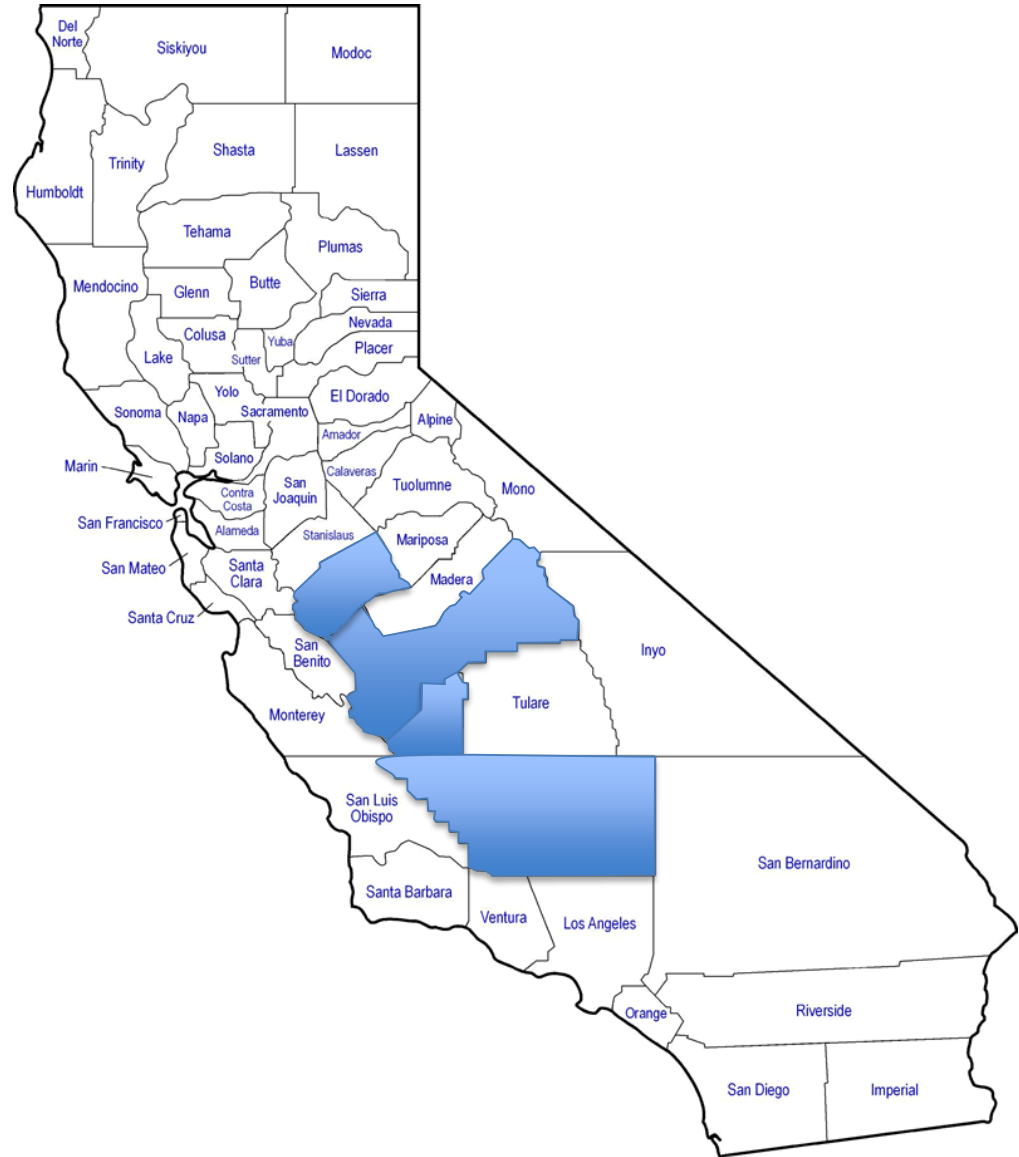 Del
Norte
Siskiyou
Modoc
Trinity
Shasta
Lassen
Humboldt
Tehama
Plumas
Mendocino
Glenn
Butte
Sierra
Colusa
Yuba
Nevada
Lake
Sutter
Placer
Yolo
El Dorado
Sonoma
Napa
Sacramento
Alpine
Amador
Solano
Marin
Calaveras
Contra
Costa
San
Joaquin
Tuolumne
Mono
San Francisco
Alameda
Stanislaus
Mariposa
San Mateo
Santa
Clara
Madera
Santa Cruz
San
Benito
Inyo
Monterey
Tulare
San Luis
Obispo
San Bernardino
Santa Barbara
Ventura
Los Angeles
Orange
Riverside
San Diego
Imperial